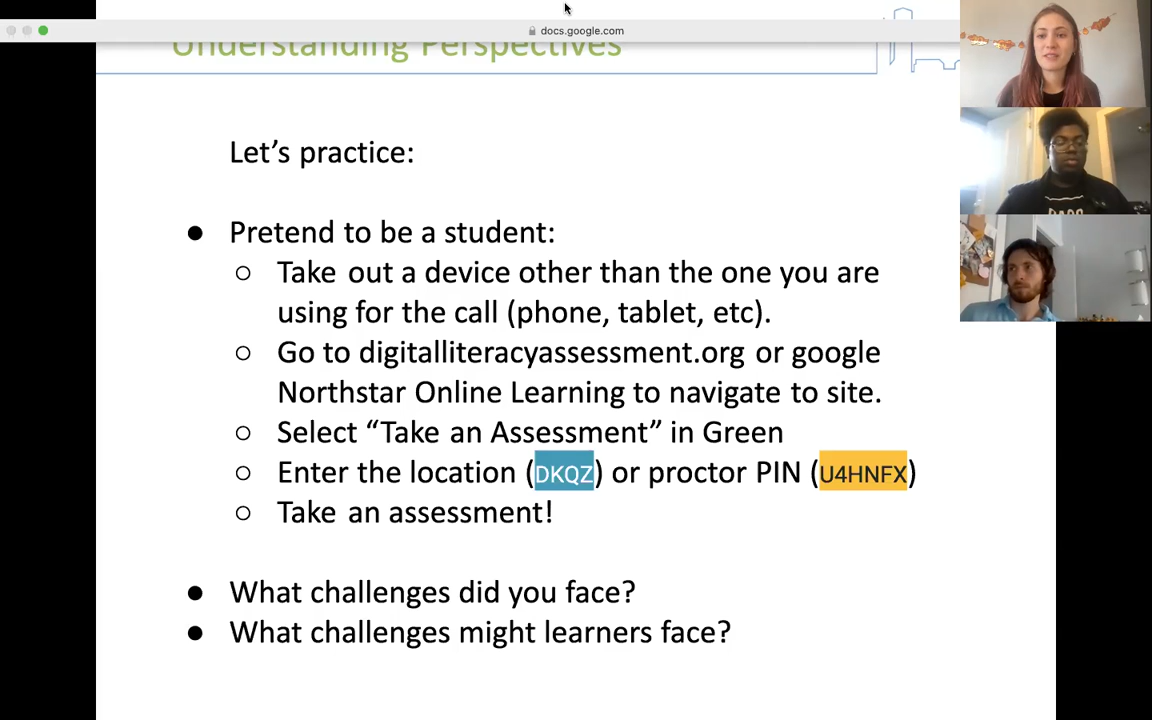 docs.google.com
Understanding Perspectives
Let’s practice:
● Pretend to be a student:
○ Take out a device other than the one you are
using for the call (phone, tablet, etc).
○ Go to digitalliteracyassessment.org or google
Northstar Online Learning to navigate to site.
○ Select “Take an Assessment” in Green
○ Enter the location (DKQZ) or proctor PIN (U4HNFX)
○ Take an assessment!
● What challenges did you face?
● What challenges might learners face?